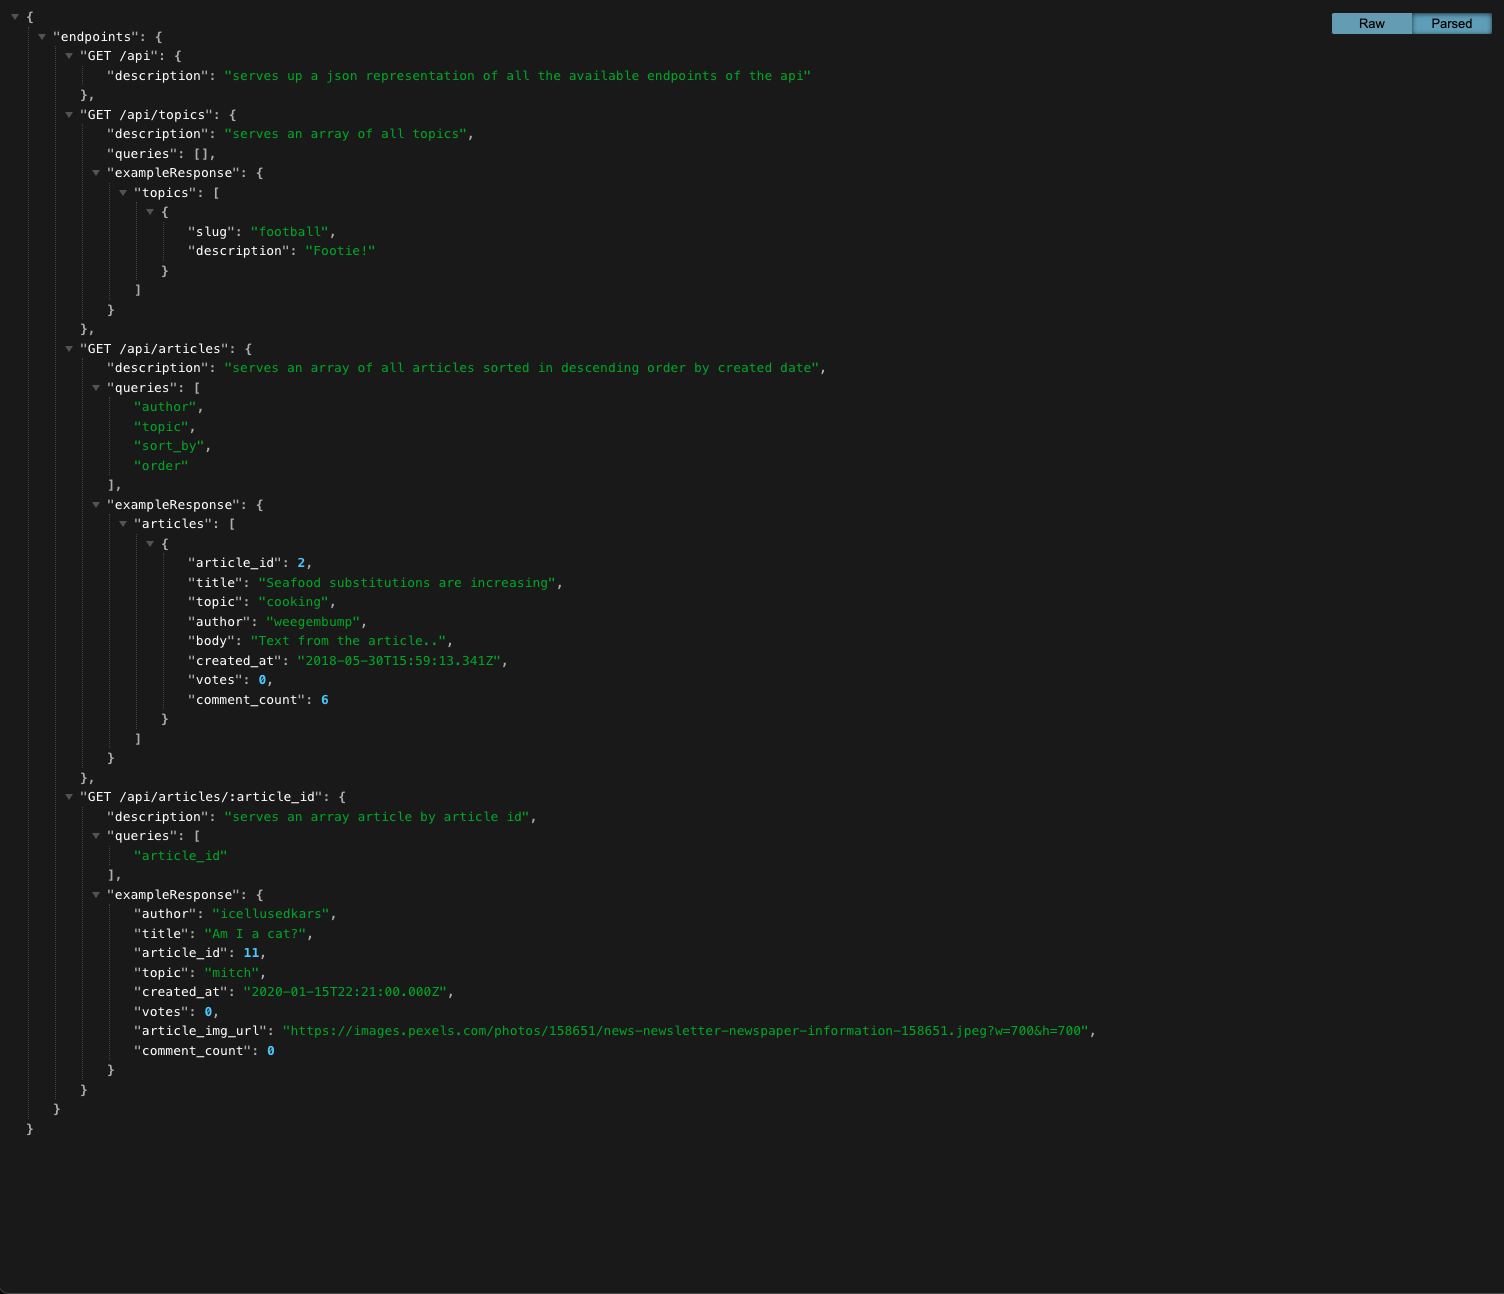 {
Raw Parsed
"endpoints": {
"GET /api": {
"description": "serves up a json representation of all the available endpoints of the api"
},
"GET /api/topics": {
"description": "serves an array of all topics",
"queries": [],
"exampleResponse": {
"topics": [
{
"slug": "football",
"description": "Footie!"
}
]
}
},
"GET /api/articles": {
"description": "serves an array of all articles sorted in descending order by created date",
"queries": [
"author",
"topic",
"sort_by",
"order"
],
"exampleResponse": {
"articles": [
{
"article_id": 2,
"title": "Seafood substitutions are increasing",
"topic": "cooking",
"author": "weegembump",
"body": "Text from the article..",
"created_at": "2018-05-30T15:59:13.341Z",
"votes": 0,
"comment_count": 6
}
]
}
},
"GET /api/articles/:article_id": {
"description": "serves an array article by article id",
"queries": [
"article_id"
],
"exampleResponse": {
"author": "icellusedkars",
"title": "Am I a cat?",
"article_id": 11,
"topic": "mitch",
"created_at": "2020-01-15T22:21:00.000Z",
"votes": 0,
"article_img_url": "https://images.pexels.com/photos/158651/news-newsletter-newspaper-information-158651.jpeg?w=700&h=700",
"comment_count": 0
}
}
}
}